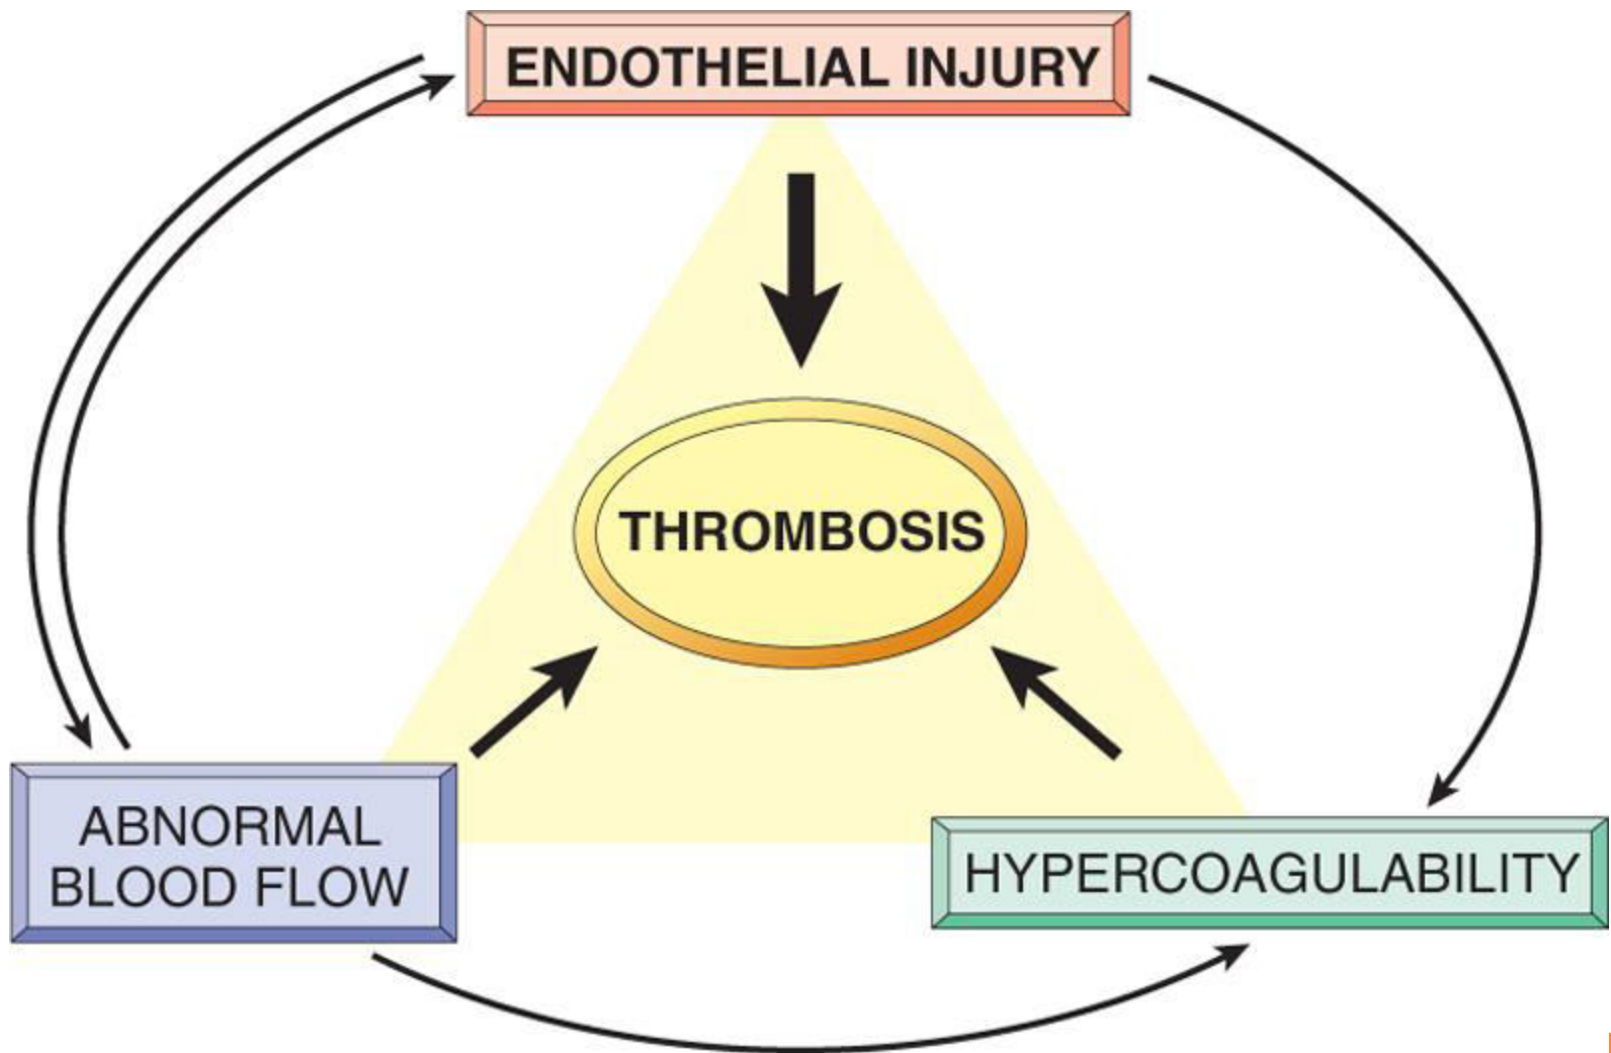 ENDOTHELIAL INJURY
THROMBOSIS
ABNORMAL
BLOOD FLOW
HYPERCOAGULABILITY